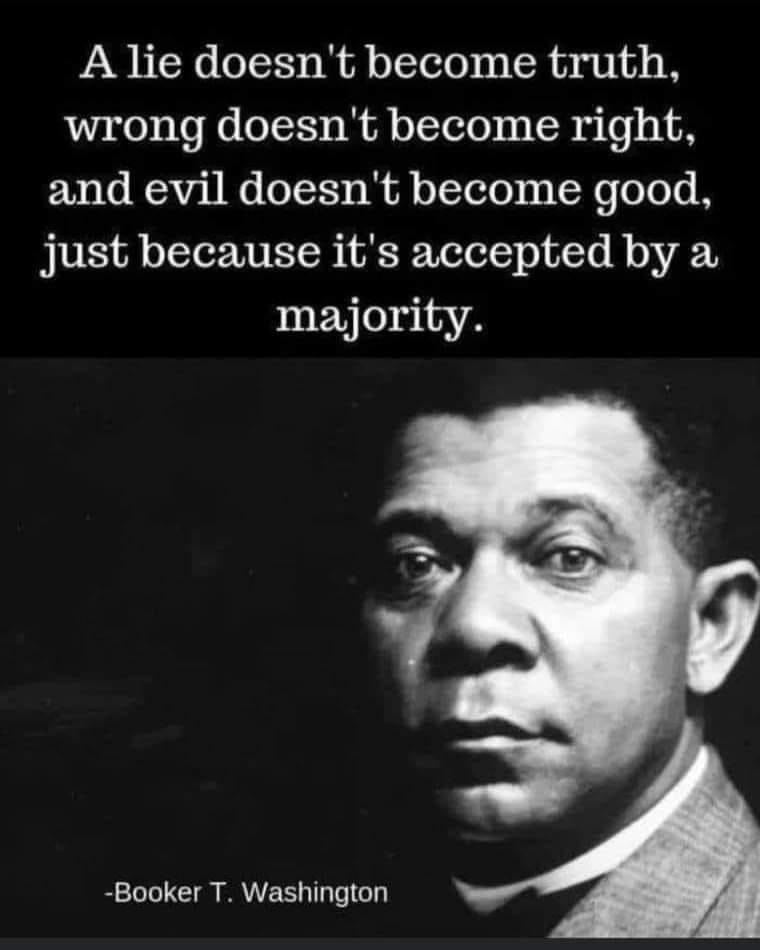 A lie doesn't become truth,
wrong doesn't become right,
and evil doesn't become good,
just because it's accepted by a
majority.
-Booker T. Washington